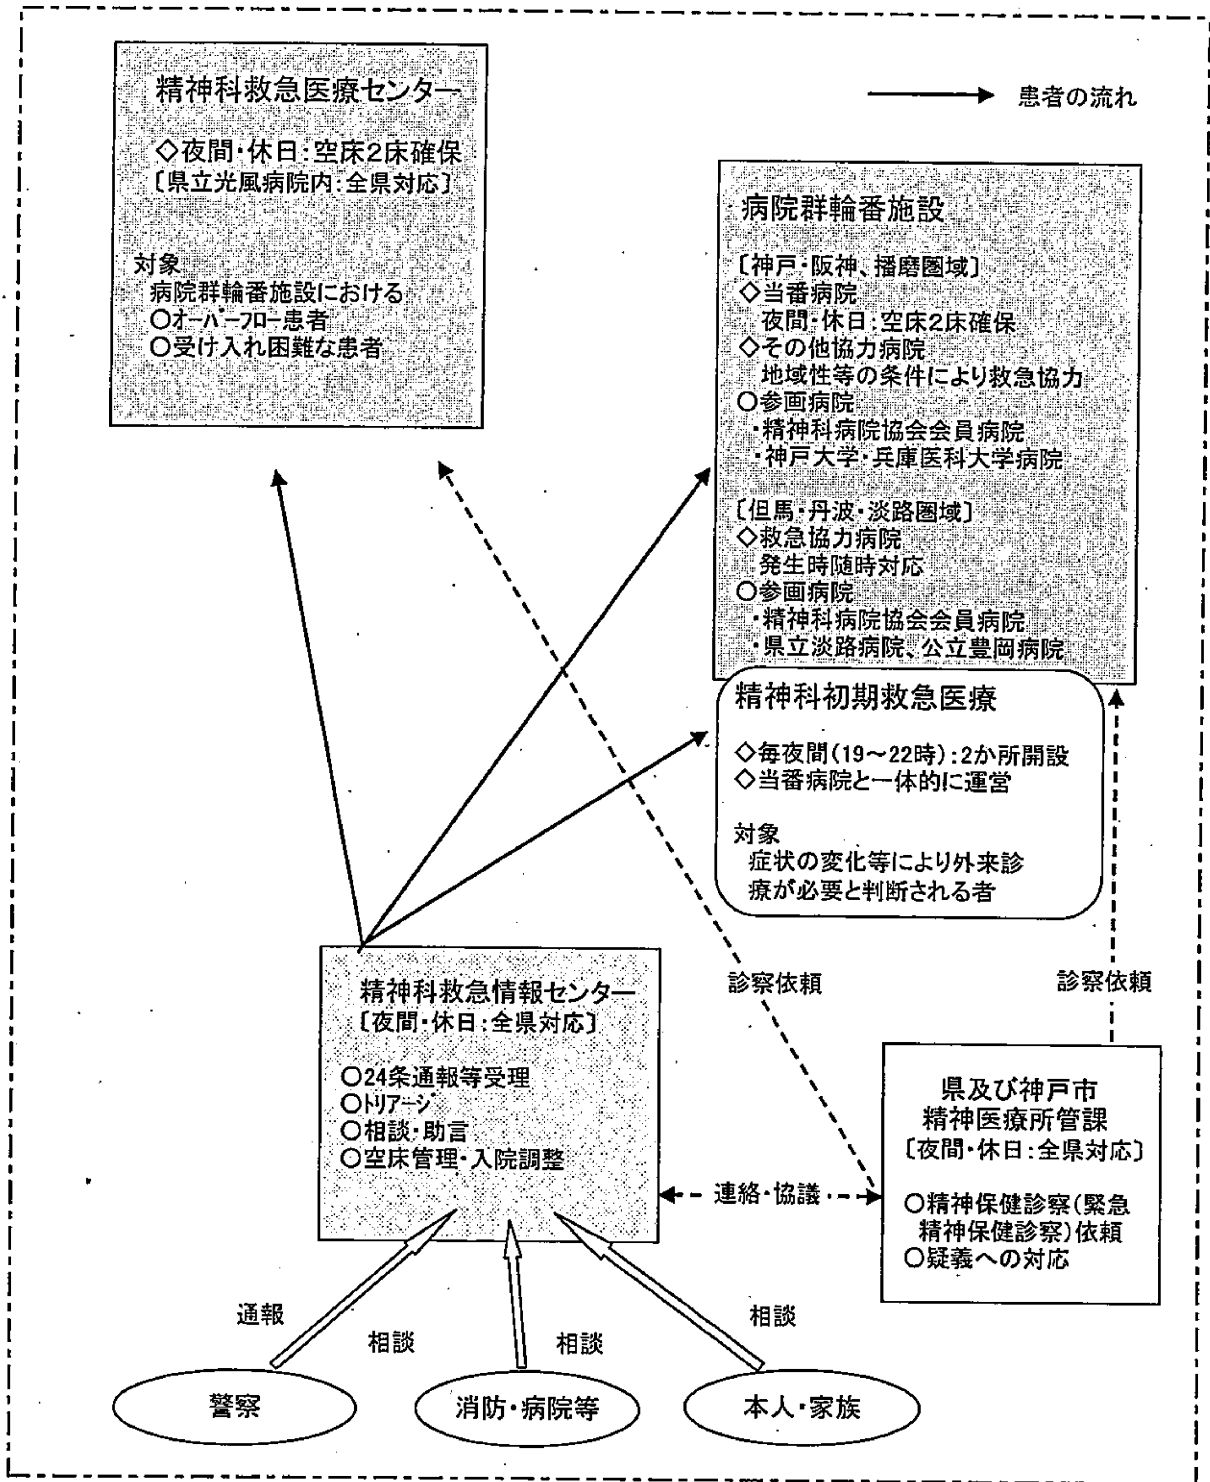 精神科救急医療センター
◇夜間・休日:空床2床確保
〔県立光風病院内:全県対応〕
対象
病院群輪番施設における
○オーバーフロー患者
○受け入れ困難な患者
患者の流れ
病院群輪番施設
〔神戸・阪神、播磨圏域〕
◇当番病院
夜間・休日:空床2床確保
◇その他協力病院
地域性等の条件により救急協力
○参画病院
・精神科病院協会会員病院
・神戸大学・兵庫医科大学病院
〔但馬・丹波・淡路圏域〕
◇救急協力病院
発生時随時対応
○参画病院
・精神科病院協会会員病院
・県立淡路病院、公立豊岡病院
精神科初期救急医療
◇毎夜間(19~22時):2か所開設
◇当番病院と一体的に運営
対象
症状の変化等により外来診
療が必要と判断される者
診察依頼
診察依頼
精神科救急情報センター
〔夜間・休日:全県対応〕
○24条通報等受理
○トリアージ
○相談・助言
○空床管理・入院調整
連絡・協議
県及び神戸市
精神医療所管課
〔夜間・休日:全県対応〕
○精神保健診察(緊急
精神保健診察)依頼
○疑義への対応
通報
相談
相談
相談
警察
消防・病院等
本人・家族